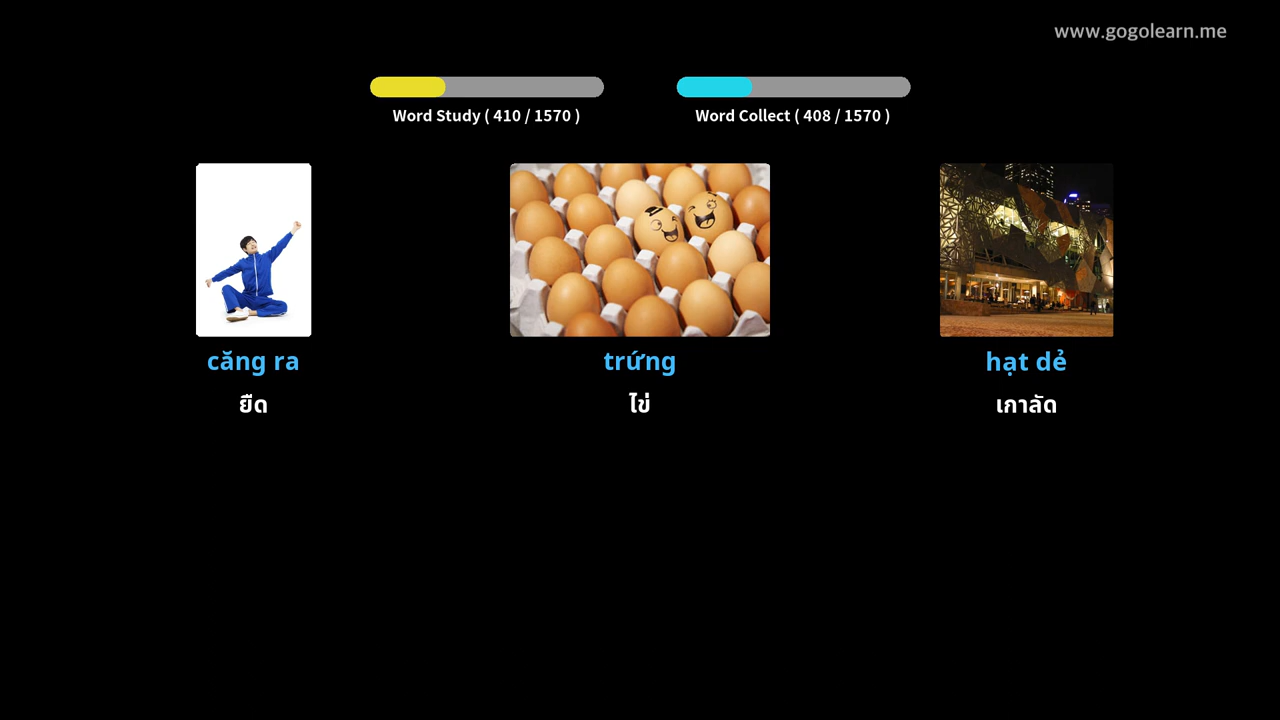 www.gogolearn.me
Word Study ( 410 / 1570 )
Word Collect ( 408 / 1570 )
căng ra
trứng
hạt dẻ
ยืด
ไข่
เกาลัด